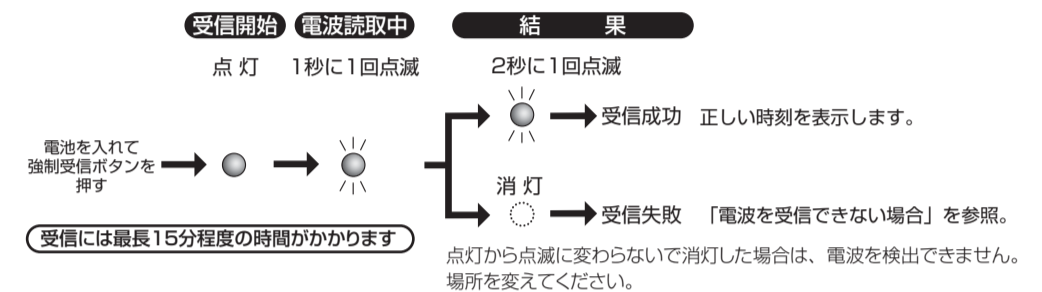 受信開始 電波読取中 結果
点灯 1秒に1回点滅 2秒に1回点滅
受信成功 正しい時刻を表示します。
電池を入れて
強制受信ボタンを
押す
消灯
受信失敗 「電波を受信できない場合」を参照。
受信には最長15分程度の時間がかかります
点灯から点滅に変わらないで消灯した場合は、電波を検出できません。
場所を変えてください。